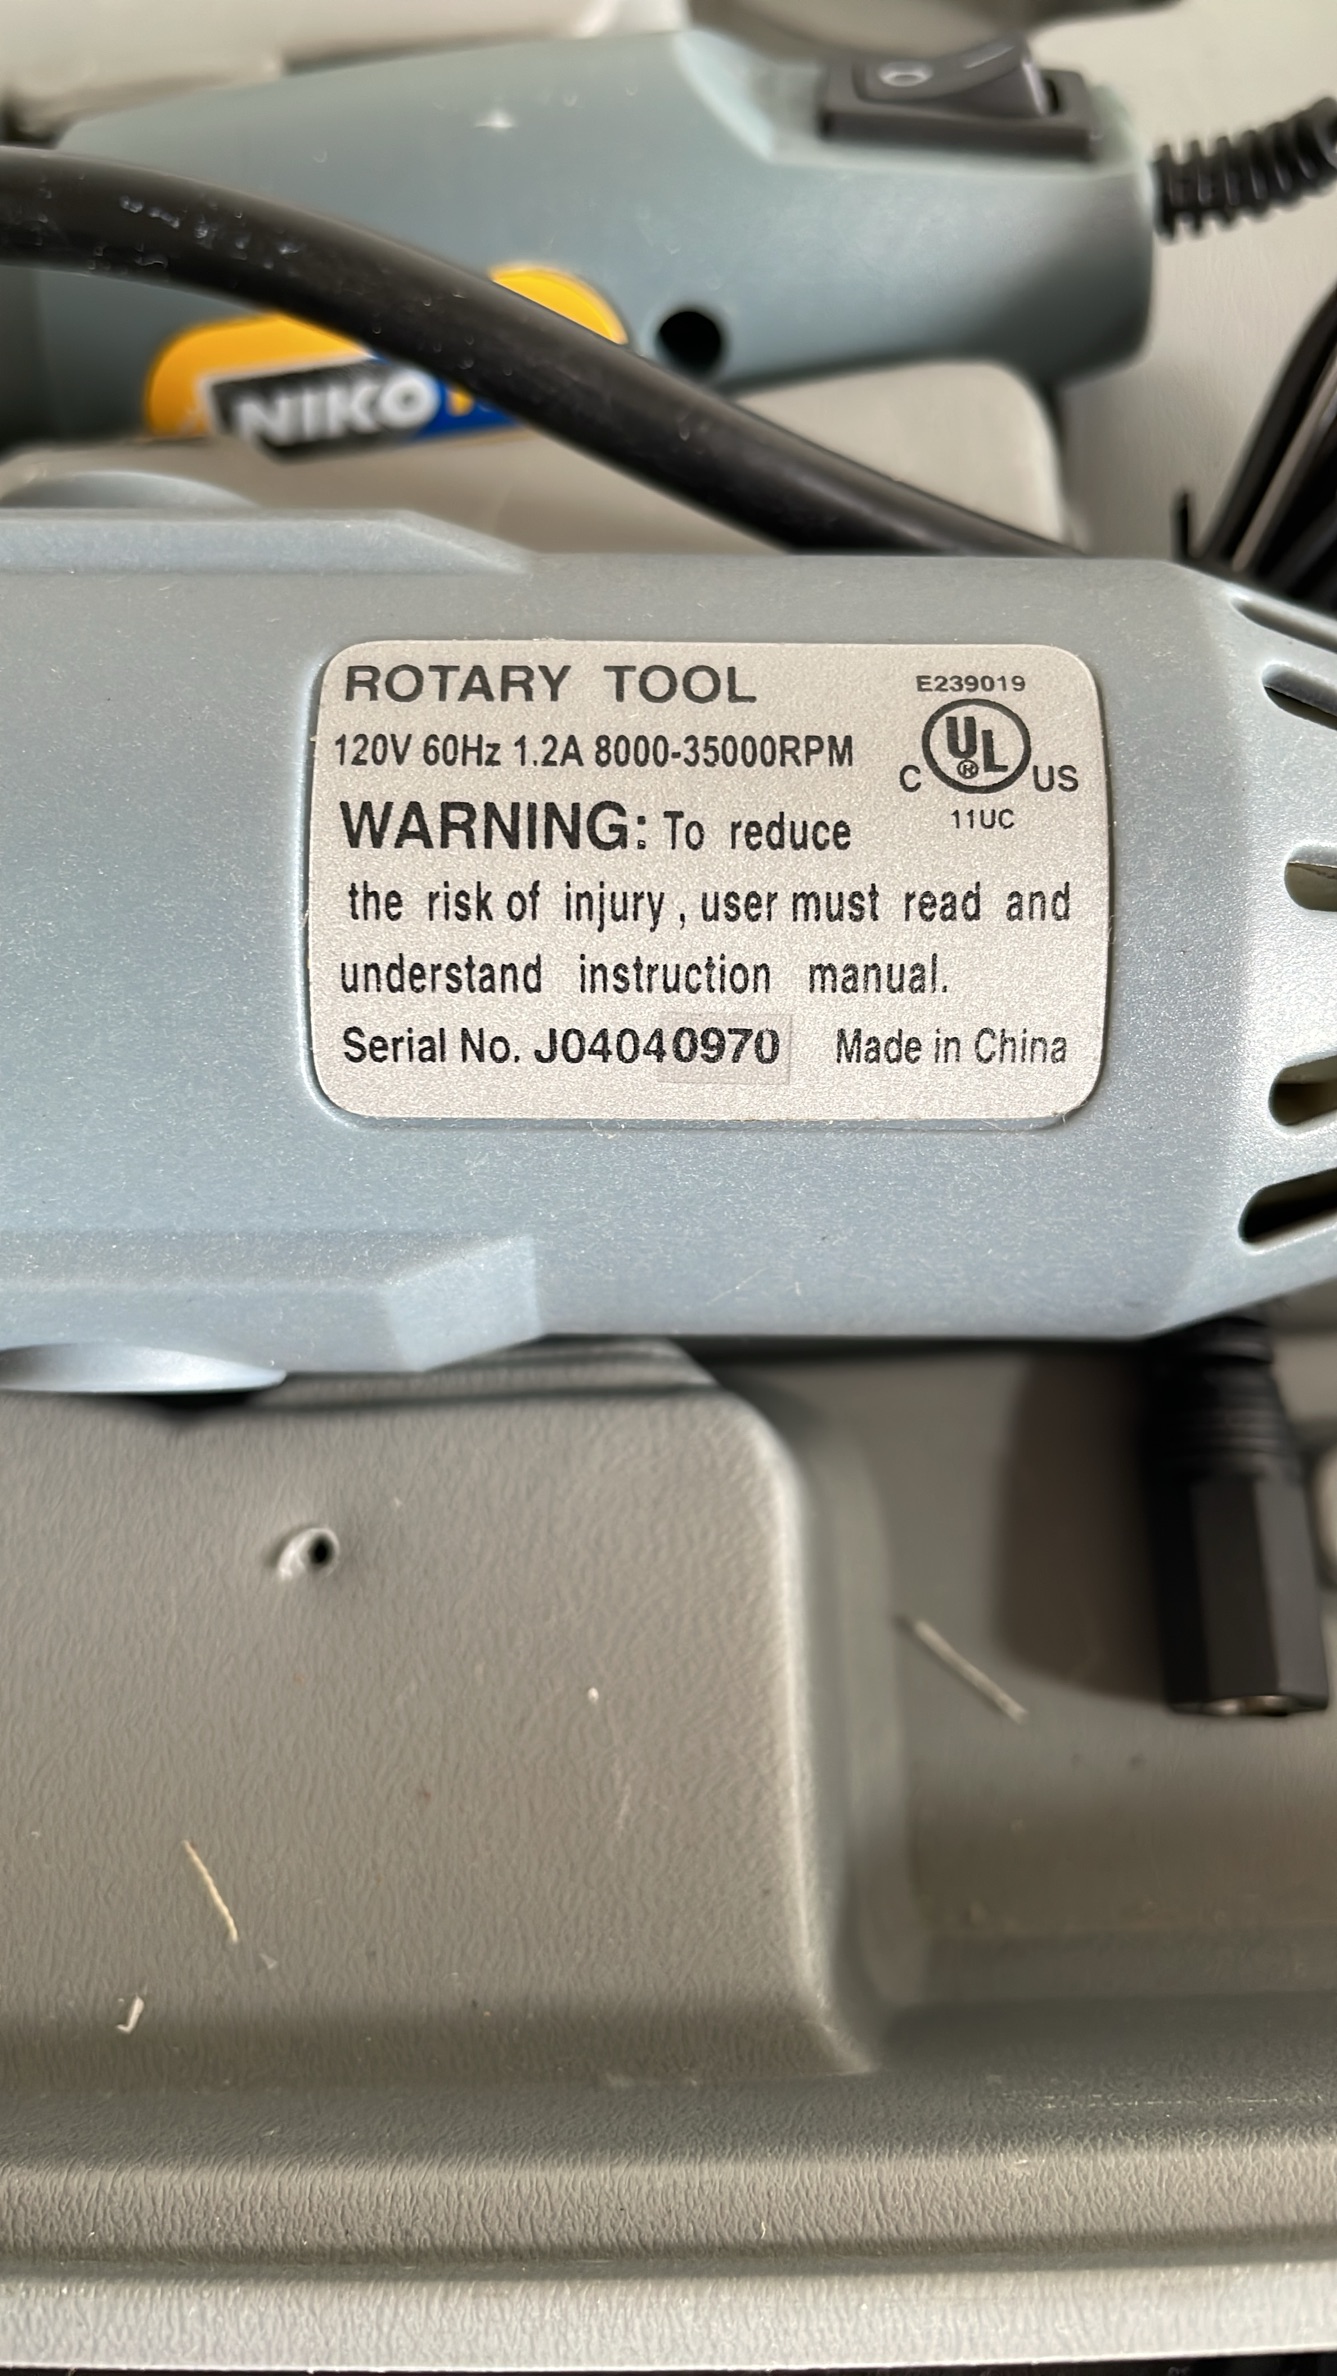 NIKO
ROTARY TOOL
E239019
120V 60Hz 1.2A 8000-35000RPM
C UL ® US
11UC
WARNING: To reduce
the risk of injury, user must read and
understand instruction manual.
Serial No. J04040970 Made in China